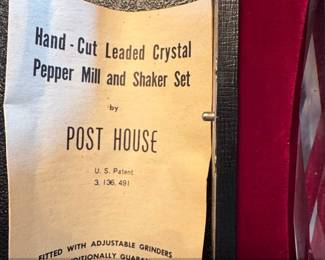 Hand-Cut Leaded Crystal
Pepper Mill and Shaker Set
by
POST HOUSE
U. S. Patent
3, 136, 491
FITTED WITH ADJUSTABLE GRINDERS